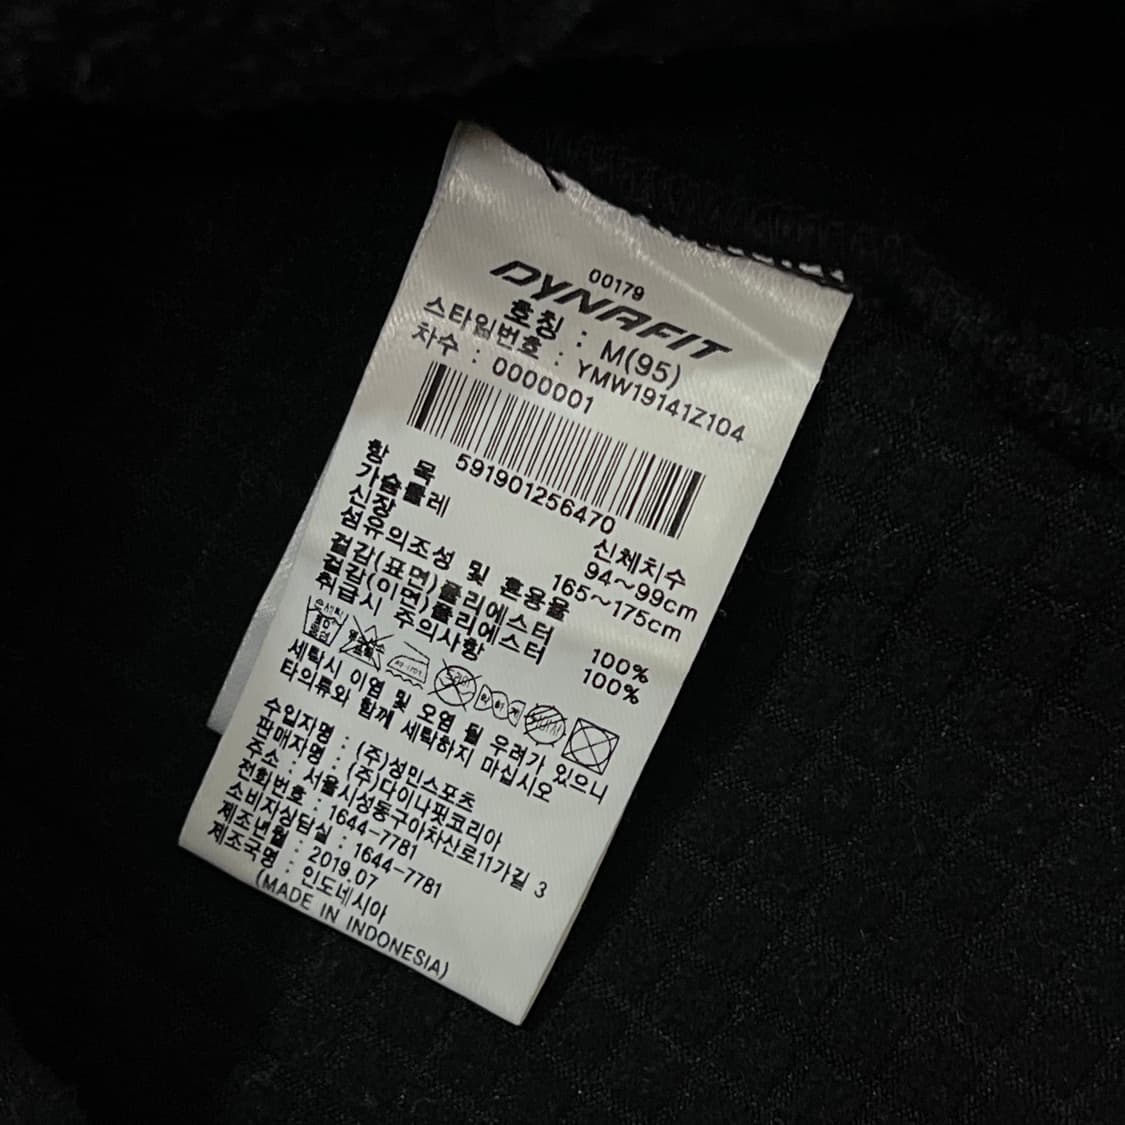 00179
DYNAFIT
호칭 : M(95)
스타일번호 : YMW19141Z104
차수 : 0000001
591901256470
항 목 신체치수
가슴둘레 94~99cm
신장 165~175cm
섬유의조성 및 혼용율
겉감(표면)폴리에스터 100%
겉감(이면)폴리에스터 100%
취급시 주의사항
세탁시 이염 및 오염 될 우려가 있으니
타의류와 함께 세탁하지 마십시오
수입자명 : (주)성민스포츠
판매자명 : (주)다이나핏코리아
주소 : 서울시성동구아차산로11가길 3
전화번호 : 1644-7781
소비자상담실 : 1644-7781
제조년월 : 2019.07
제조국명 : 인도네시아
(MADE IN INDONESIA)